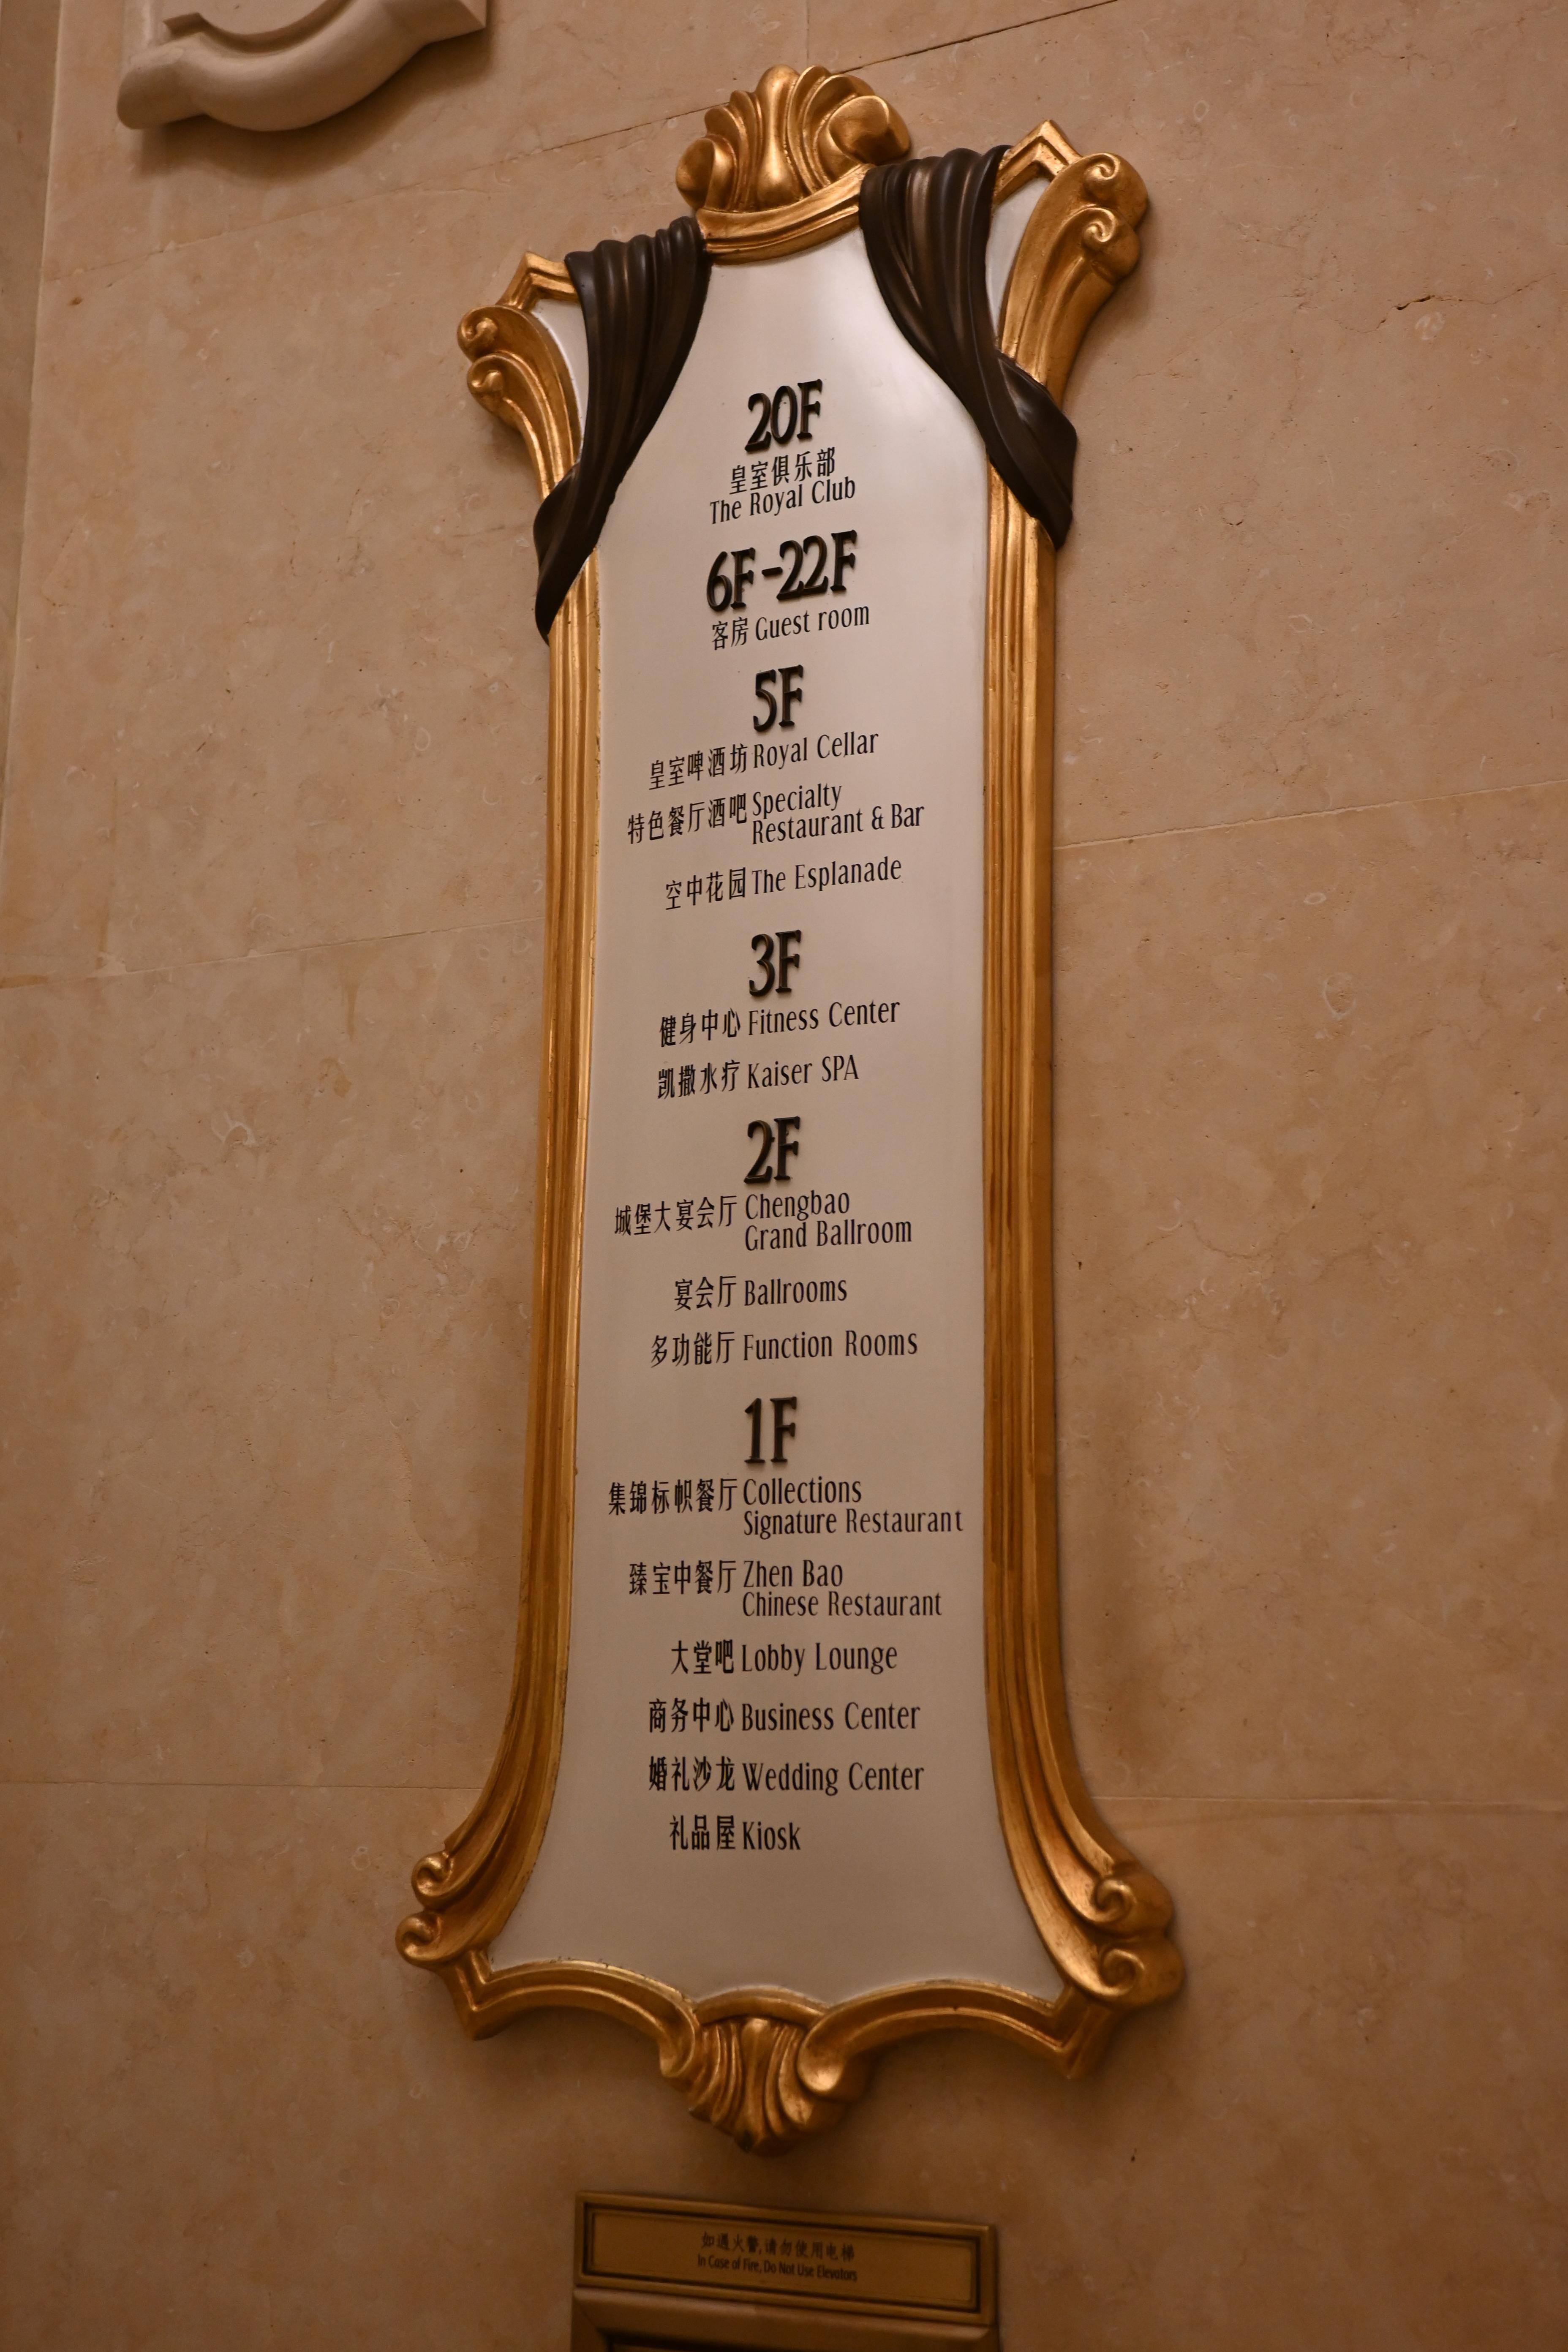 20F
皇室俱乐部
The Royal Club
6F-22F
客房 Guest room
5F
皇室啤酒坊 Royal Cellar
特色餐厅酒吧 Specialty
Restaurant & Bar
空中花园 The Esplanade
3F
健身中心 Fitness Center
凯撒水疗 Kaiser SPA
2F
城堡大宴会厅 Chengbao
Grand Ballroom
宴会厅 Ballrooms
多功能厅 Function Rooms
1F
集锦标帜餐厅 Collections
Signature Restaurant
臻宝中餐厅 Zhen Bao
Chinese Restaurant
大堂吧 Lobby Lounge
商务中心 Business Center
婚礼沙龙 Wedding Center
礼品屋 Kiosk
如遇火警,请勿使用电梯
In Case of Fire, Do Not Use Elevators